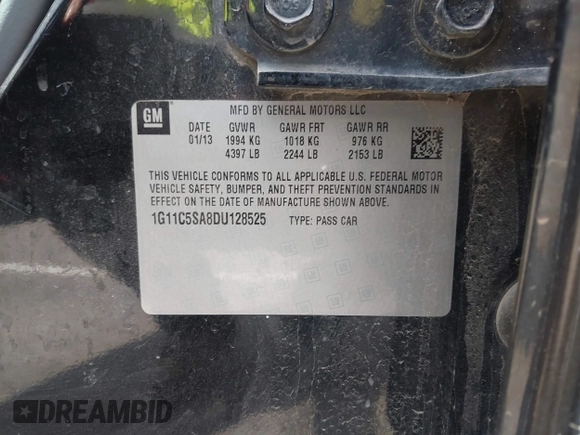 GM
MFD BY GENERAL MOTORS LLC
DATE GVWR GAWR FRT GAWR RR
01/13 1994 KG 1018 KG 976 KG
4397 LB 2244 LB 2153 LB
THIS VEHICLE CONFORMS TO ALL APPLICABLE U.S. FEDERAL MOTOR
VEHICLE SAFETY, BUMPER, AND THEFT PREVENTION STANDARDS IN
EFFECT ON THE DATE OF MANUFACTURE SHOWN ABOVE.
1G11C5SA8DU128525 TYPE: PASS CAR
DREAMBID